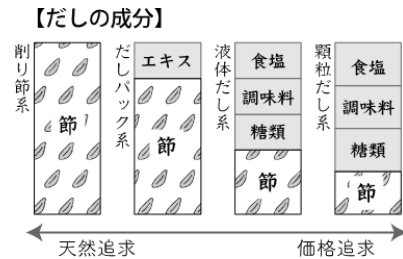 【だしの成分】
削り節系
節
だしパック系
エキス
節
液体だし系
食塩
調味料
糖類
節
顆粒だし系
食塩
調味料
糖類
節
天然追求
価格追求